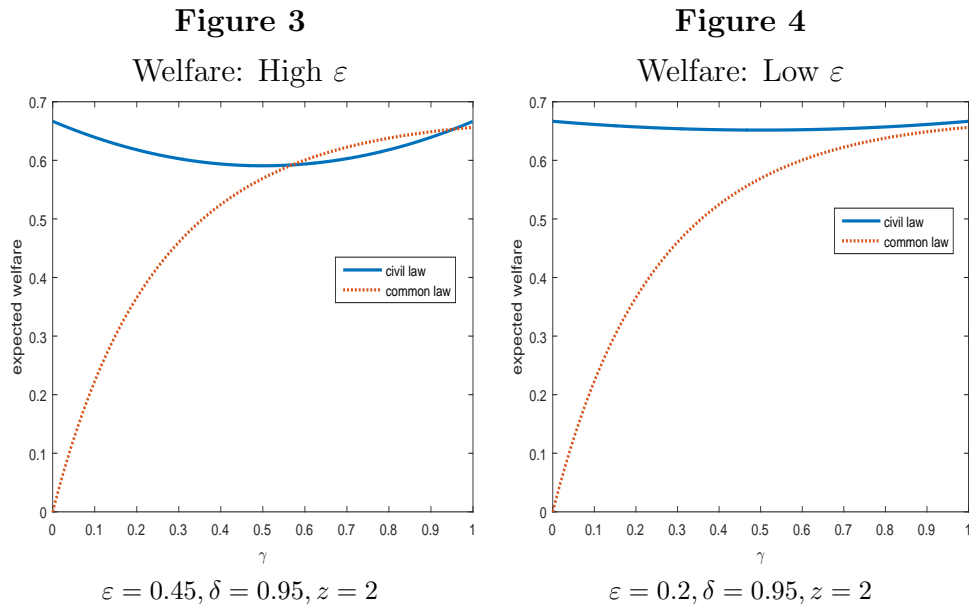 Figure 3
Welfare: High ε
0.7
0.6
0.5
0.4
0.3
0.2
0.1
0
expected welfare
civil law
common law
0 0.1 0.2 0.3 0.4 0.5 0.6 0.7 0.8 0.9 1
γ
ε = 0.45, δ = 0.95, z = 2
Figure 4
Welfare: Low ε
0.7
0.6
0.5
0.4
0.3
0.2
0.1
0
expected welfare
civil law
common law
0 0.1 0.2 0.3 0.4 0.5 0.6 0.7 0.8 0.9 1
γ
ε = 0.2, δ = 0.95, z = 2